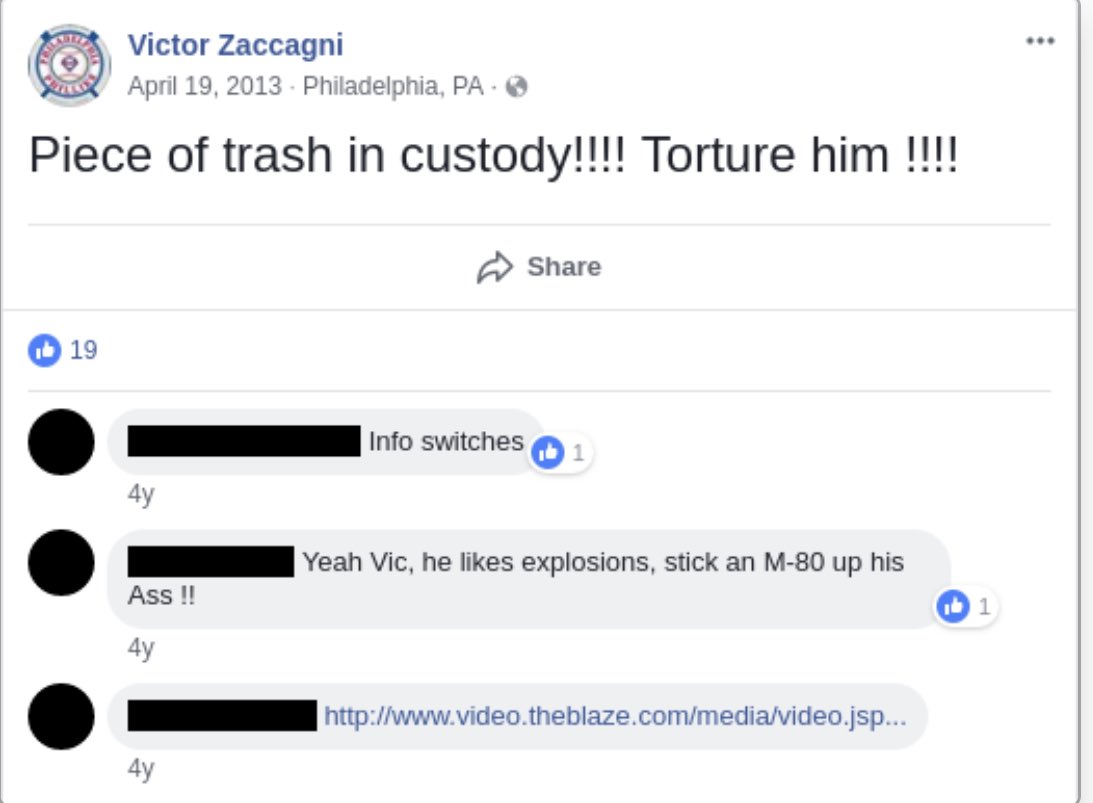 PHILADELPHIA
PHILLIES
Victor Zaccagni
April 19, 2013 · Philadelphia, PA ·
Piece of trash in custody!!!! Torture him !!!!
Share
19
Info switches
1
4y
Yeah Vic, he likes explosions, stick an M-80 up his
Ass !!
1
4y
http://www.video.theblaze.com/media/video.jsp...
4y